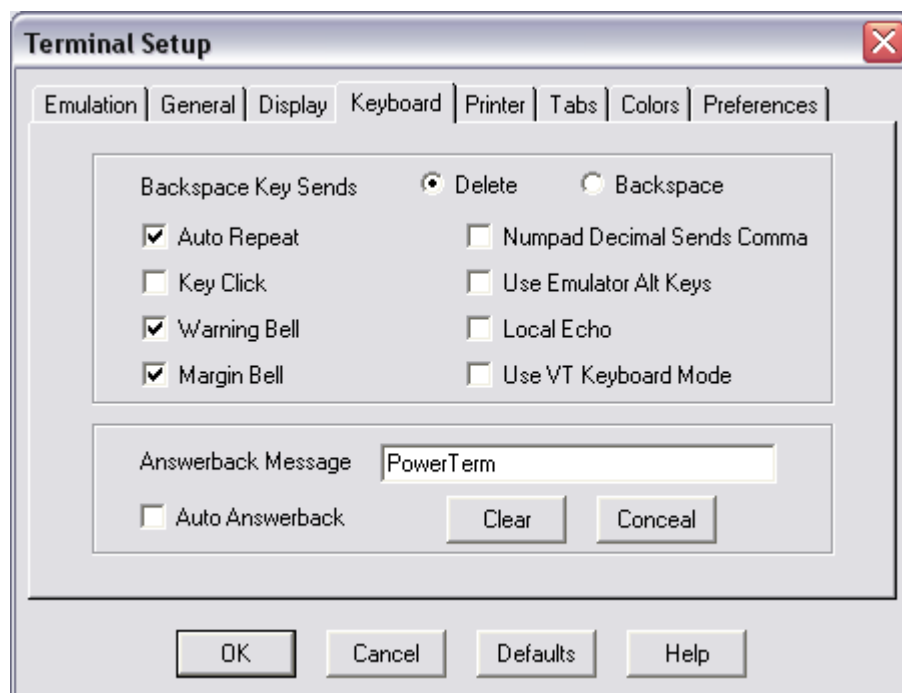 Terminal Setup
Emulation General Display Keyboard Printer Tabs Colors Preferences
Backspace Key Sends Delete Backspace
Auto Repeat Numpad Decimal Sends Comma
Key Click Use Emulator Alt Keys
Warning Bell Local Echo
Margin Bell Use VT Keyboard Mode
Answerback Message PowerTerm
Auto Answerback Clear Conceal
OK Cancel Defaults Help